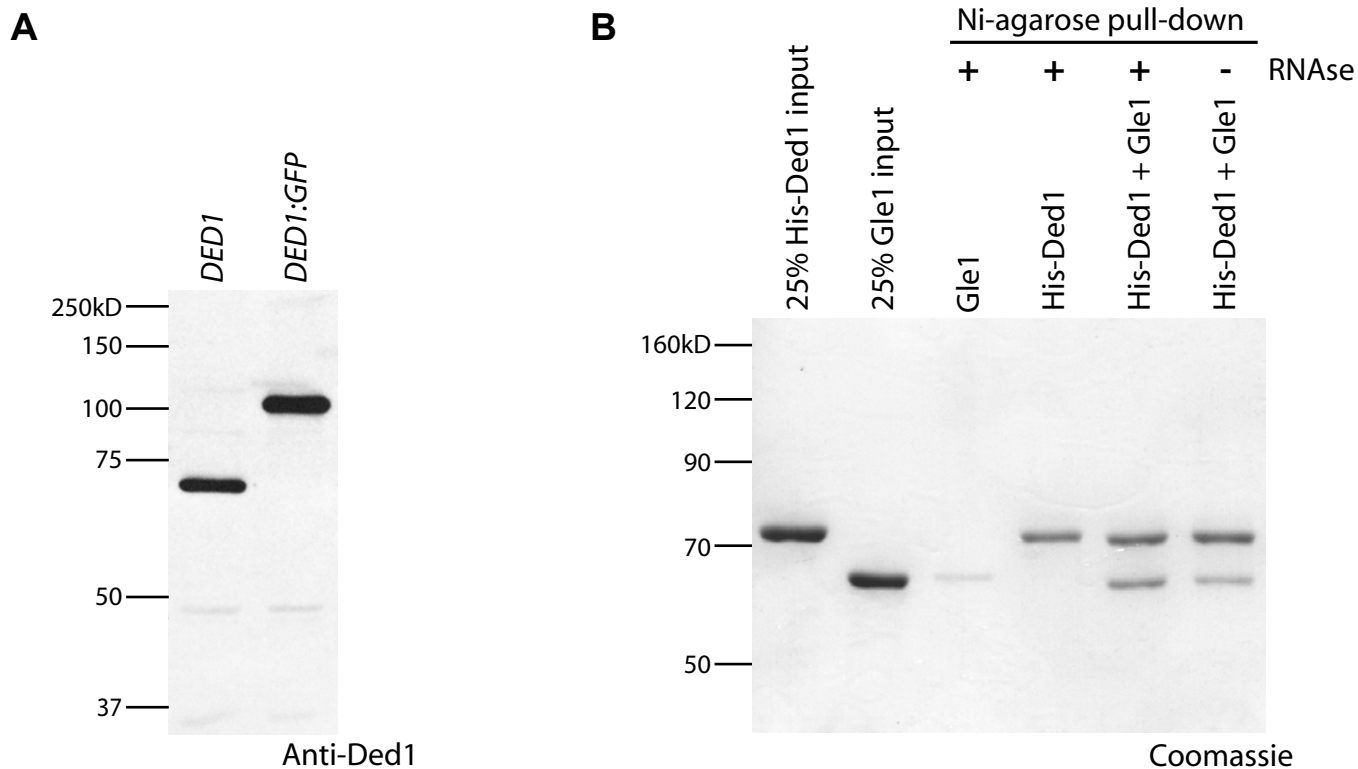 A
DED1
DED1:GFP
250kD
150
100
75
50
37
Anti-Ded1
B
Ni-agarose pull-down
+ + + - RNAse
25% His-Ded1 input
25% Gle1 input
Gle1
His-Ded1
His-Ded1 + Gle1
His-Ded1 + Gle1
160kD
120
90
70
50
Coomassie